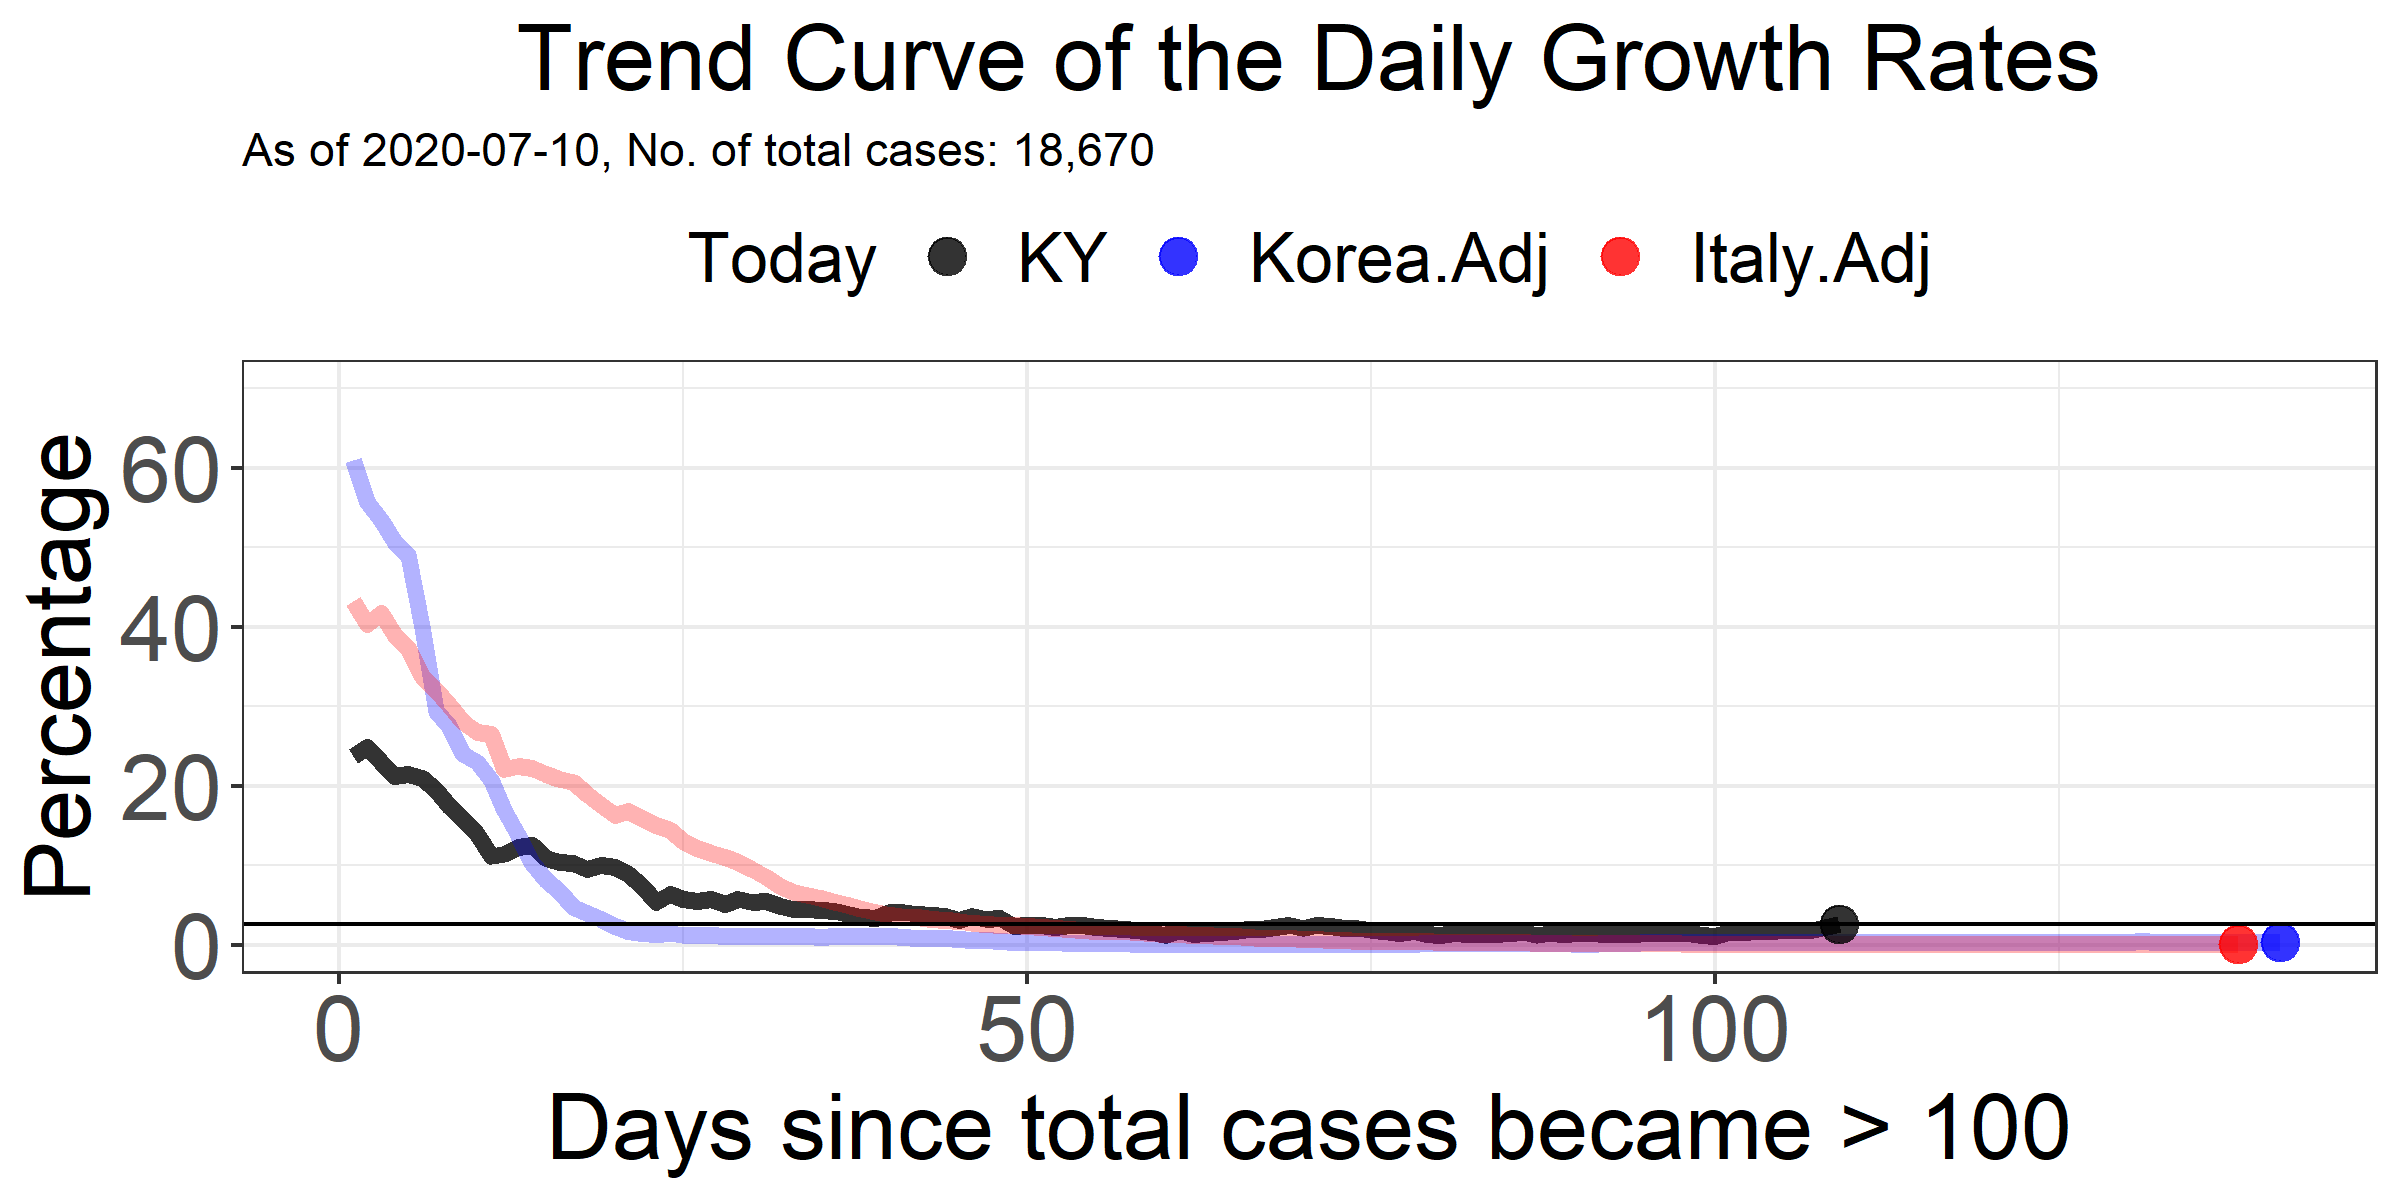 Trend Curve of the Daily Growth Rates
As of 2020-07-10, No. of total cases: 18,670
Today KY Korea.Adj Italy.Adj
Percentage
60
40
20
0
0 50 100
Days since total cases became > 100